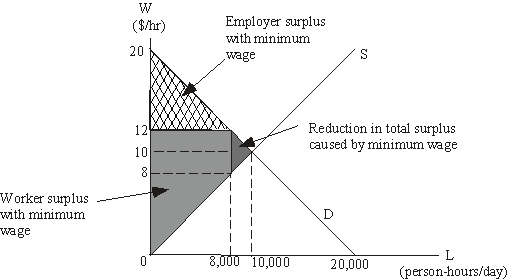 W
($/hr)
Employer surplus
with minimum
wage
20
S
12
Reduction in total surplus
caused by minimum wage
10
8
Worker surplus
with minimum
wage
D
0
8,000
10,000
20,000
L
(person-hours/day)